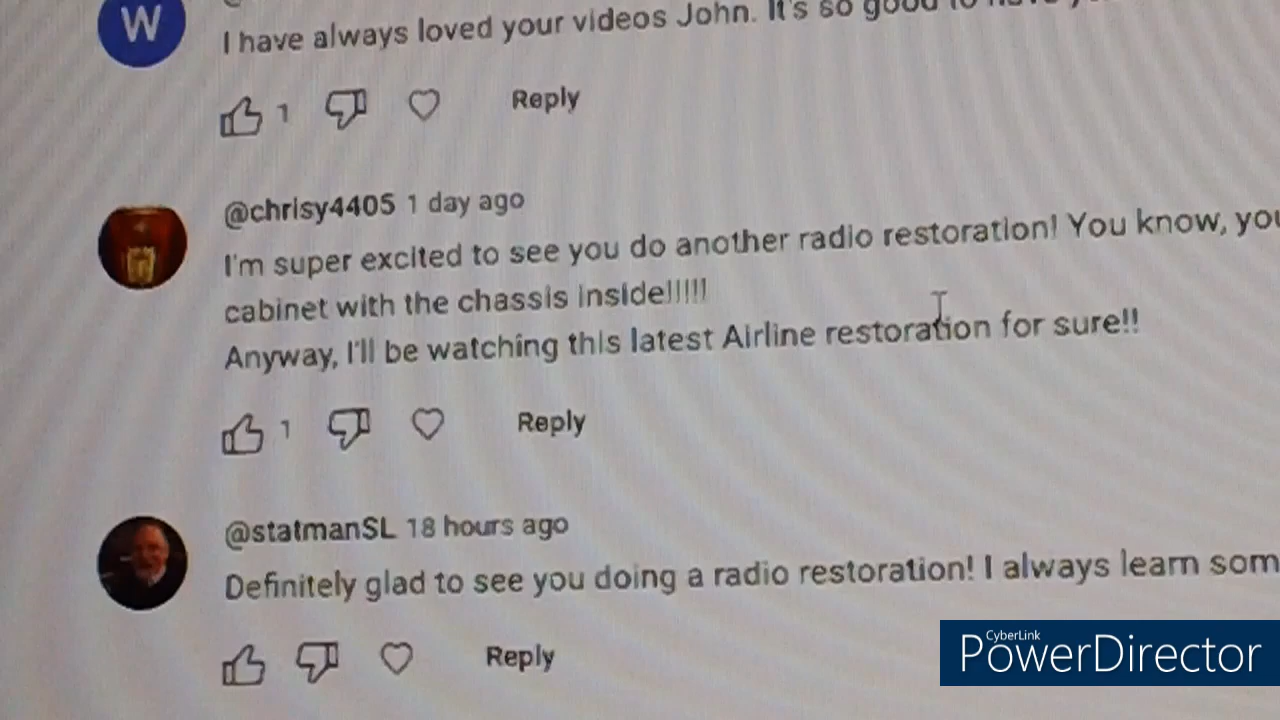 W
I have always loved your videos John. It's so good to have
1 Reply
@chrisy4405 1 day ago
I'm super excited to see you do another radio restoration! You know, you
cabinet with the chassis inside!!!!!
Anyway, I'll be watching this latest Airline restoration for sure!!
1 Reply
@statmanSL 18 hours ago
Definitely glad to see you doing a radio restoration! I always learn som
Reply
CyberLink
PowerDirector